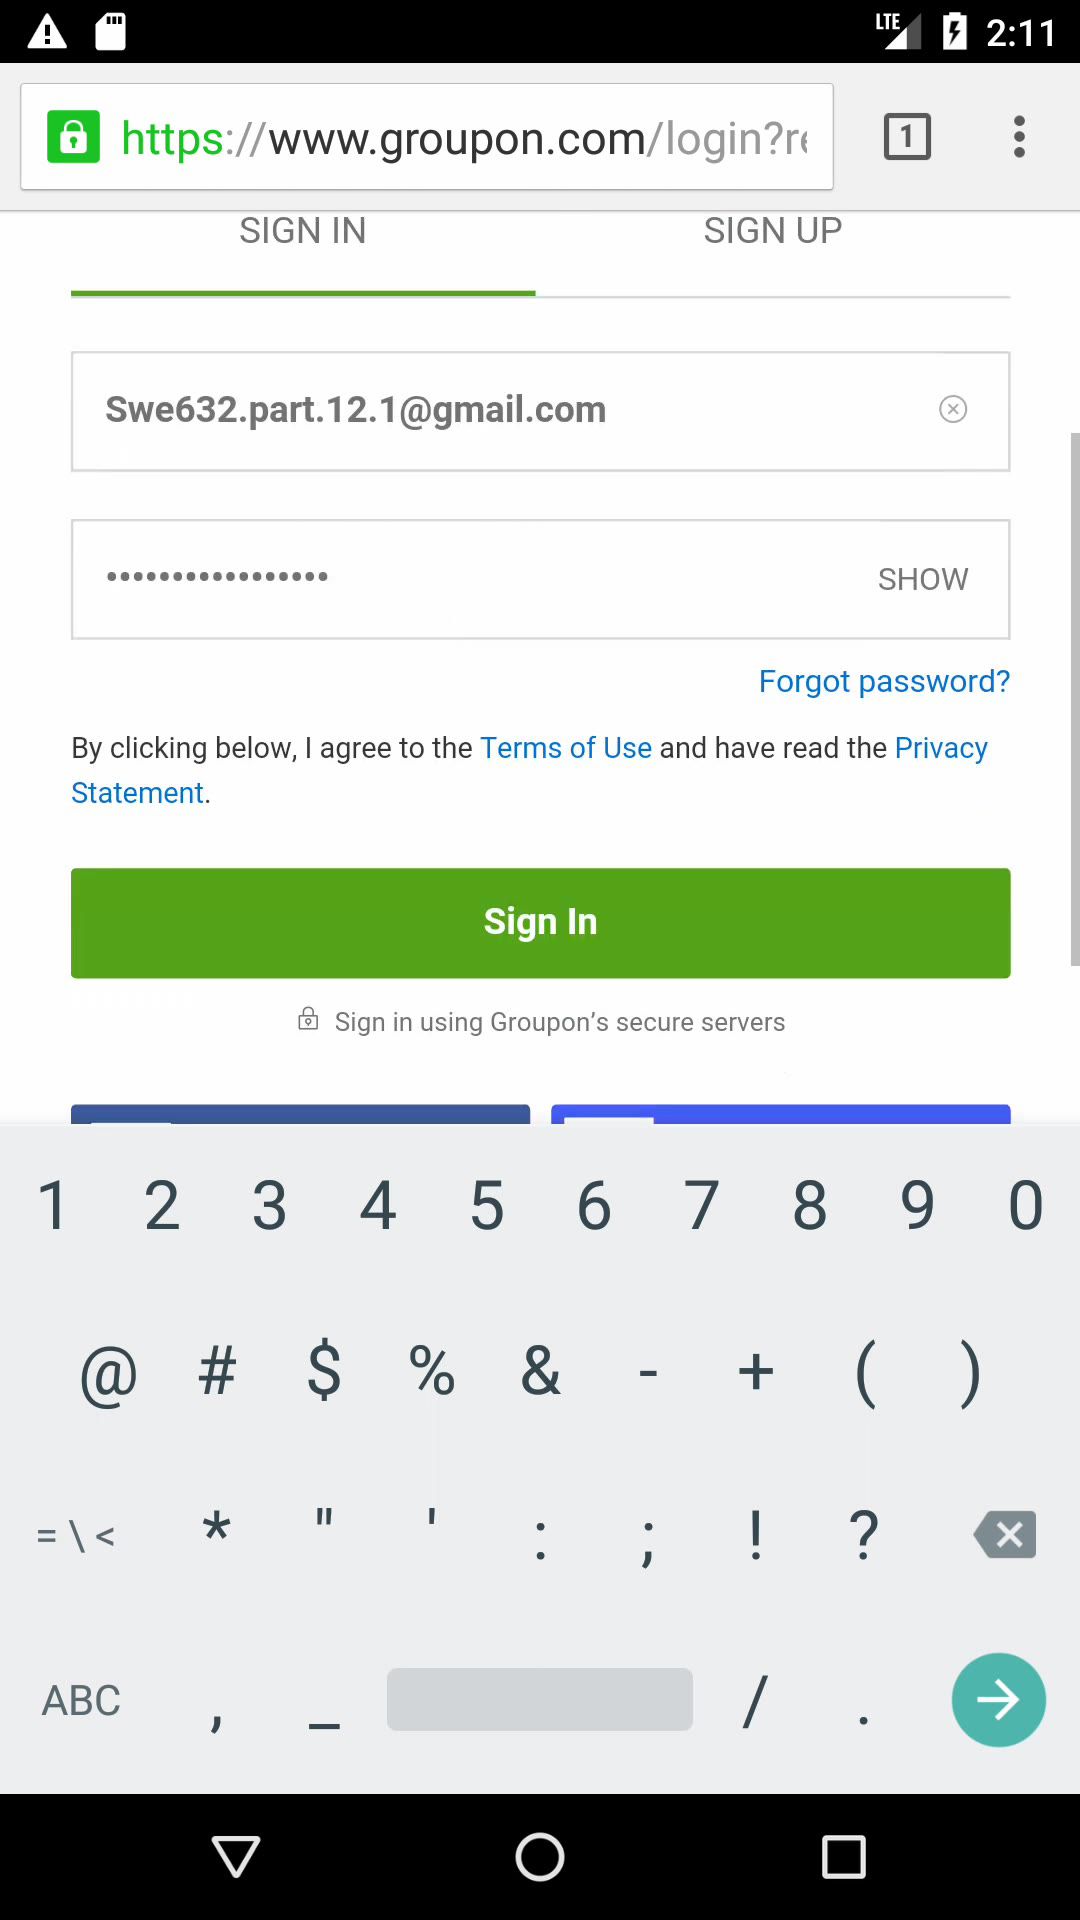 LTE 2:11
https://www.groupon.com/login?re
1
SIGN IN SIGN UP
Swe632.part.12.1@gmail.com
•••••••••••••••••
SHOW
Forgot password?
By clicking below, I agree to the Terms of Use and have read the Privacy
Statement.
Sign In
Sign in using Groupon’s secure servers
1 2 3 4 5 6 7 8 9 0
@ # $ % & - + ( )
= \ < * " ' : ; ! ?
ABC , _ / .